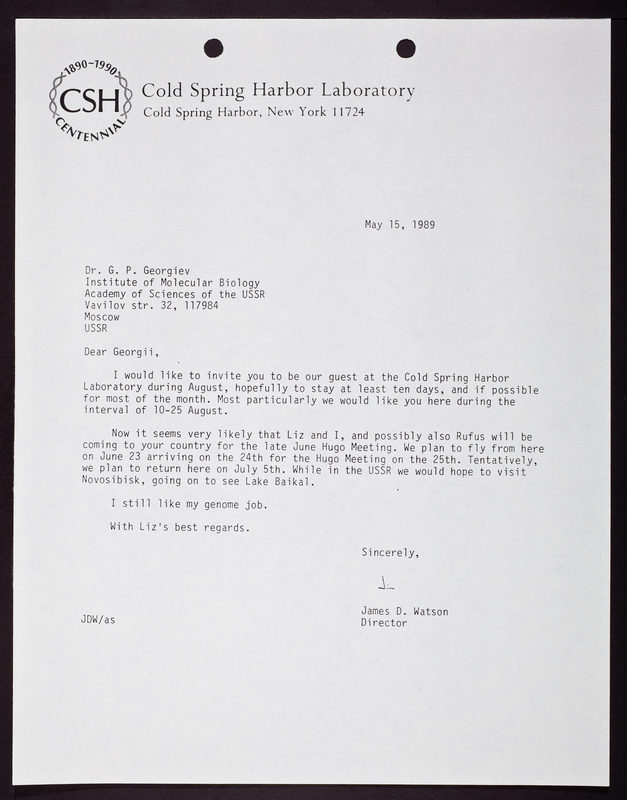 1890-1990
CSH
CENTENNIAL
Cold Spring Harbor Laboratory
Cold Spring Harbor, New York 11724
May 15, 1989
Dr. G. P. Georgiev
Institute of Molecular Biology
Academy of Sciences of the USSR
Vavilov str. 32, 117984
Moscow
USSR
Dear Georgii,
I would like to invite you to be our guest at the Cold Spring Harbor
Laboratory during August, hopefully to stay at least ten days, and if possible
for most of the month. Most particularly we would like you here during the
interval of 10-25 August.
Now it seems very likely that Liz and I, and possibly also Rufus will be
coming to your country for the late June Hugo Meeting. We plan to fly from here
on June 23 arriving on the 24th for the Hugo Meeting on the 25th. Tentatively,
we plan to return here on July 5th. While in the USSR we would hope to visit
Novosibisk, going on to see Lake Baikal.
I still like my genome job.
With Liz's best regards.
Sincerely,
Jim
James D. Watson
Director
JDW/as